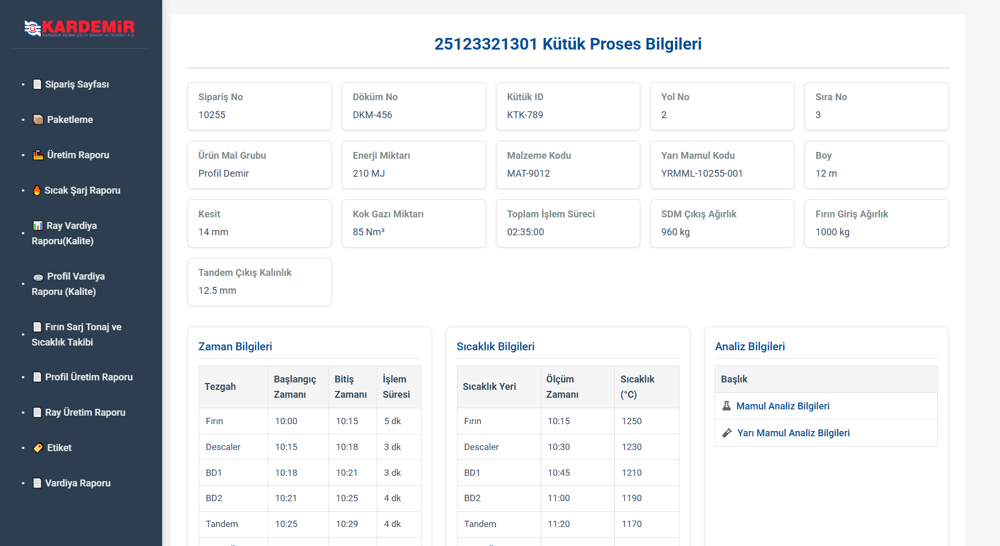 KARDEMİR
KARABÜK DEMİR ÇELİK SANAYİ ve TİCARET A.Ş.
• Sipariş Sayfası
• Paketleme
• Üretim Raporu
• Sıcak Şarj Raporu
• Ray Vardiya
Raporu(Kalite)
• Profil Vardiya
Raporu (Kalite)
• Fırın Sarj Tonaj ve
Sıcaklık Takibi
• Profil Üretim Raporu
• Ray Üretim Raporu
• Etiket
• Vardiya Raporu
25123321301 Kütük Proses Bilgileri
Sipariş No
10255
Döküm No
DKM-456
Kütük ID
KTK-789
Yol No
2
Sıra No
3
Ürün Mal Grubu
Profil Demir
Enerji Miktarı
210 MJ
Malzeme Kodu
MAT-9012
Yarı Mamul Kodu
YRMML-10255-001
Boy
12 m
Kesit
14 mm
Kok Gazı Miktarı
85 Nm³
Toplam İşlem Süreci
02:35:00
SDM Çıkış Ağırlık
960 kg
Fırın Giriş Ağırlık
1000 kg
Tandem Çıkış Kalınlık
12.5 mm
Zaman Bilgileri
Tezgah Başlangıç Zamanı Bitiş Zamanı İşlem Süresi
Fırın 10:00 10:15 5 dk
Descaler 10:15 10:18 3 dk
BD1 10:18 10:21 3 dk
BD2 10:21 10:25 4 dk
Tandem 10:25 10:29 4 dk
Sıcaklık Bilgileri
Sıcaklık Yeri Ölçüm Zamanı Sıcaklık (°C)
Fırın 10:15 1250
Descaler 10:30 1230
BD1 10:45 1210
BD2 11:00 1190
Tandem 11:20 1170
Analiz Bilgileri
Başlık
Mamul Analiz Bilgileri
Yarı Mamul Analiz Bilgileri